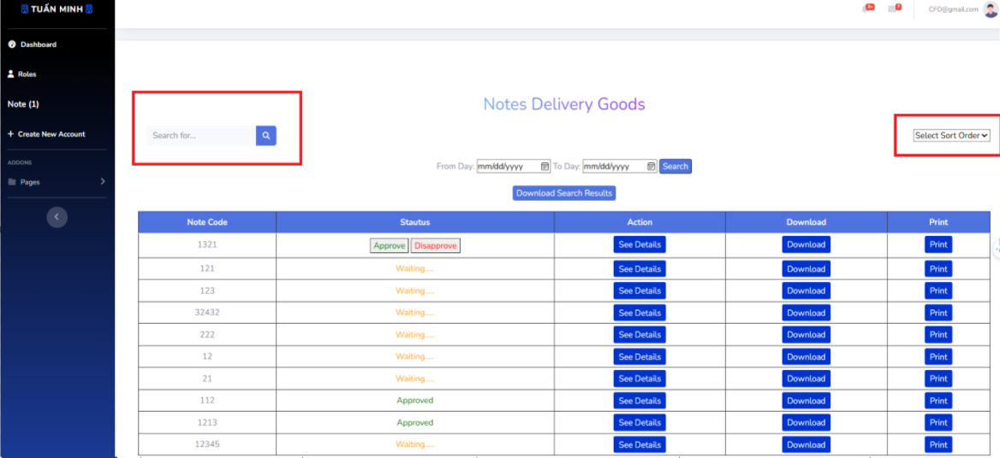 TUẤN MINH
3+ 7 CFO@gmail.com
Dashboard
Roles
Note (1)
Create New Account
ADDONS
Pages
Notes Delivery Goods
Search for...
Select Sort Order
From Day: mm/dd/yyyy To Day: mm/dd/yyyy Search
Download Search Results
Note Code Stautus Action Download Print
1321 Approve Disapprove See Details Download Print
121 Waiting..... See Details Download Print
123 Waiting..... See Details Download Print
32432 Waiting..... See Details Download Print
222 Waiting..... See Details Download Print
12 Waiting..... See Details Download Print
21 Waiting..... See Details Download Print
112 Approved See Details Download Print
1213 Approved See Details Download Print
12345 Waiting..... See Details Download Print